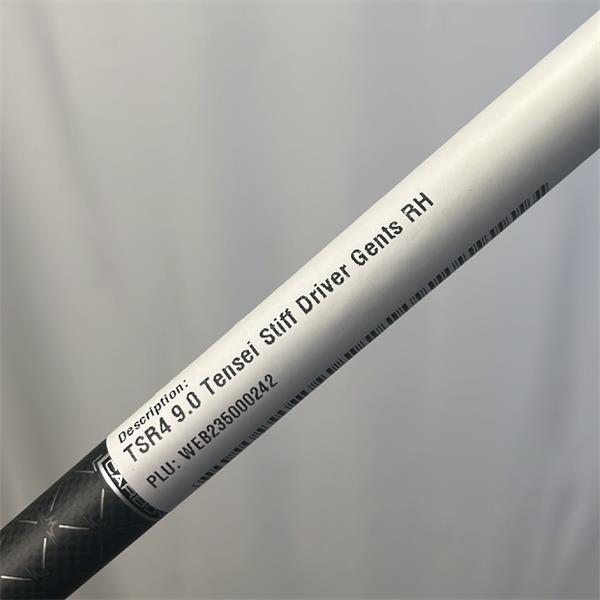 Description:
TSR4 9.0 Tensei Stiff Driver Gents RH
PLU: WEB235000242